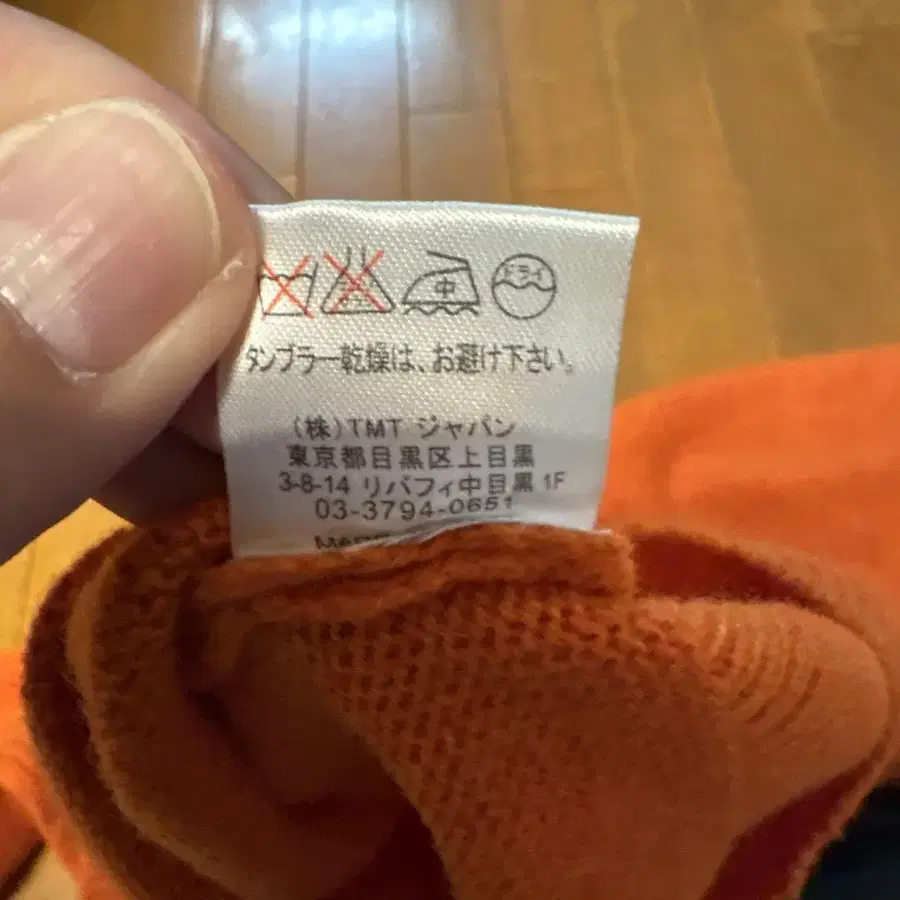 中 ドライ
タンブラー乾燥は、お避け下さい。
(株)TMT ジャパン
東京都目黒区上目黒
3-8-14 リバフィ中目黒 1F
03-3794-0651